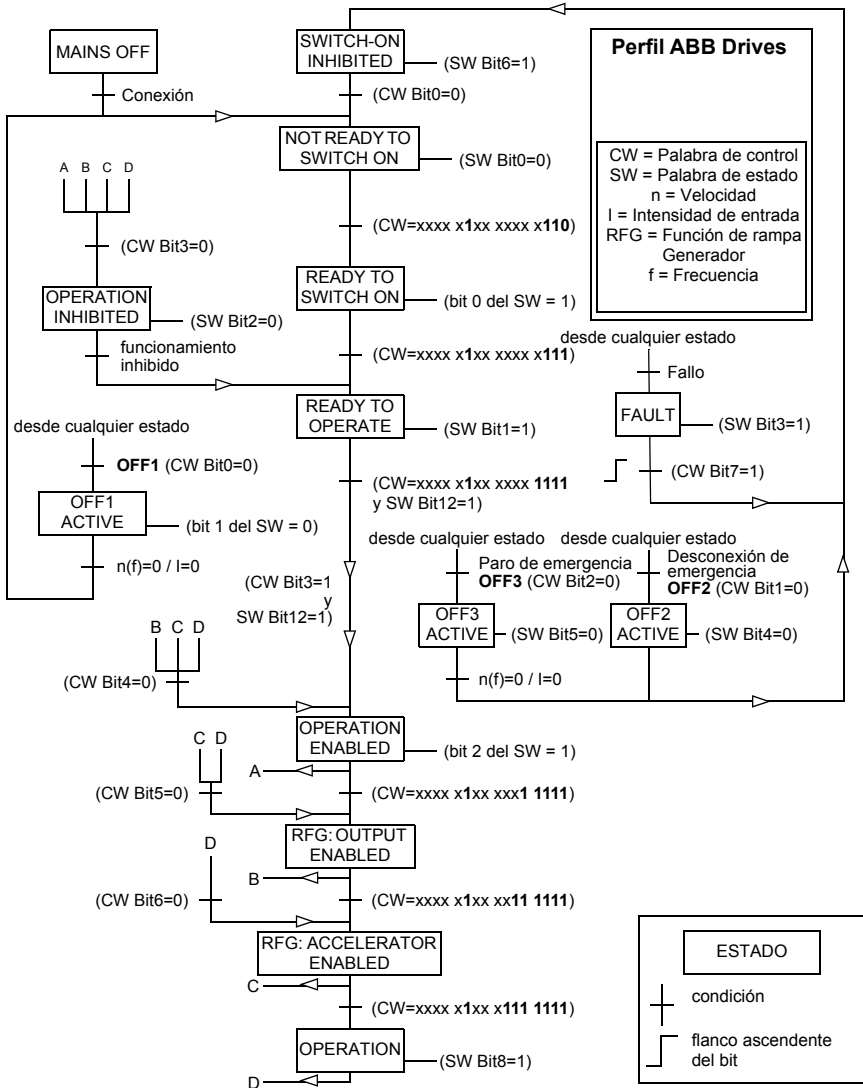 MAINS OFF
Conexión
SWITCH-ON
INHIBITED
(SW Bit6=1)
(CW Bit0=0)
NOT READY TO
SWITCH ON
(SW Bit0=0)
Perfil ABB Drives
CW = Palabra de control
SW = Palabra de estado
n = Velocidad
I = Intensidad de entrada
RFG = Función de rampa
Generador
f = Frecuencia
A B C D
(CW Bit3=0)
OPERATION
INHIBITED
(SW Bit2=0)
funcionamiento
inhibido
(CW=xxxx x1xx xxxx x110)
READY TO
SWITCH ON
(bit 0 del SW = 1)
(CW=xxxx x1xx xxxx x111)
READY TO
OPERATE
(SW Bit1=1)
(CW=xxxx x1xx xxxx 1111
y SW Bit12=1)
desde cualquier estado
Fallo
FAULT
(SW Bit3=1)
(CW Bit7=1)
desde cualquier estado
OFF1 (CW Bit0=0)
OFF1
ACTIVE
(bit 1 del SW = 0)
n(f)=0 / I=0
(CW Bit3=1
y
SW Bit12=1)
desde cualquier estado
Paro de emergencia
OFF3 (CW Bit2=0)
OFF3
ACTIVE
(SW Bit5=0)
n(f)=0 / I=0
desde cualquier estado
Desconexión de
emergencia
OFF2 (CW Bit1=0)
OFF2
ACTIVE
(SW Bit4=0)
B C D
(CW Bit4=0)
OPERATION
ENABLED
(bit 2 del SW = 1)
A
(CW=xxxx x1xx xxx1 1111)
C D
(CW Bit5=0)
RFG: OUTPUT
ENABLED
B
(CW=xxxx x1xx xx11 1111)
D
(CW Bit6=0)
RFG: ACCELERATOR
ENABLED
C
(CW=xxxx x1xx x111 1111)
OPERATION
(SW Bit8=1)
D
ESTADO
condición
flanco ascendente
del bit